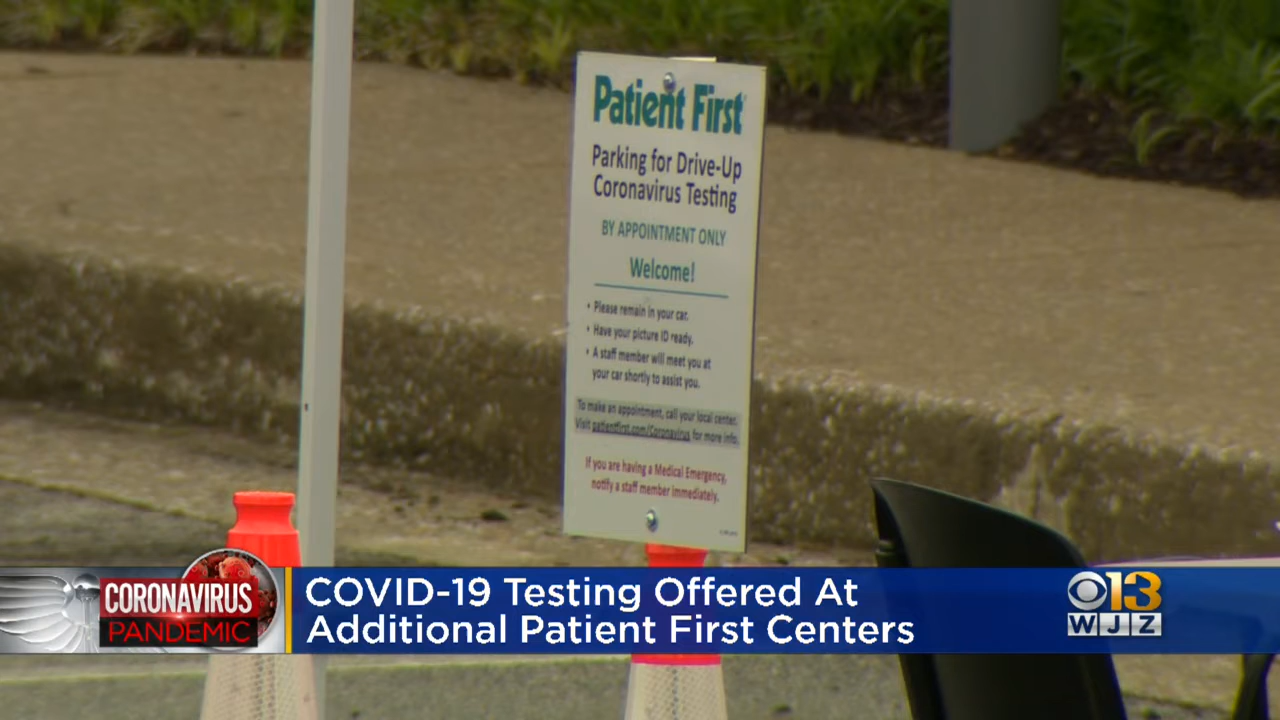 Patient First
Parking for Drive-Up
Coronavirus Testing
BY APPOINTMENT ONLY
Welcome!
• Please remain in your car.
• Have your picture ID ready.
• A staff member will meet you at
your car shortly to assist you.
To make an appointment, call your local center.
Visit patientfirst.com/Coronavirus for more info.
If you are having a Medical Emergency,
notify a staff member immediately.
CORONAVIRUS
PANDEMIC
COVID-19 Testing Offered At
Additional Patient First Centers
13
WJZ